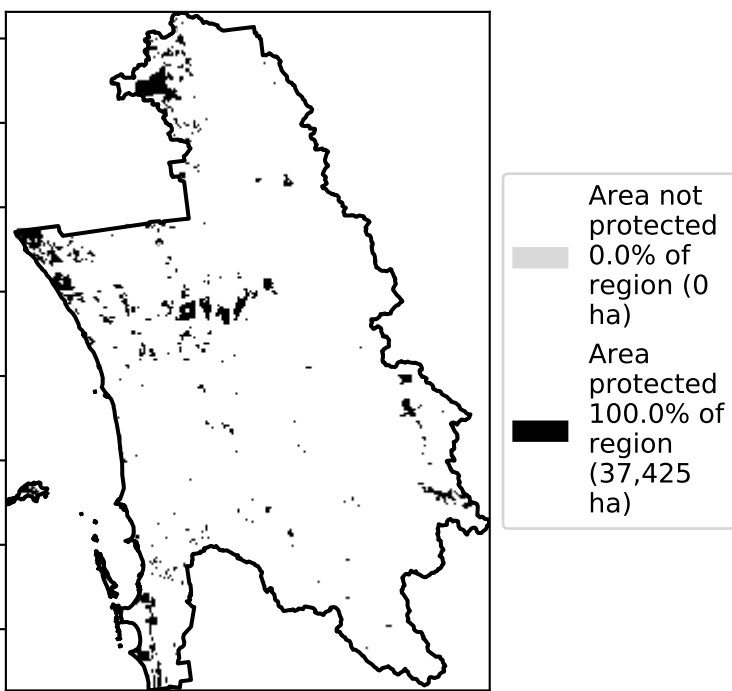 Area not
protected
0.0% of
region (0
ha)
Area
protected
100.0% of
region
(37,425
ha)